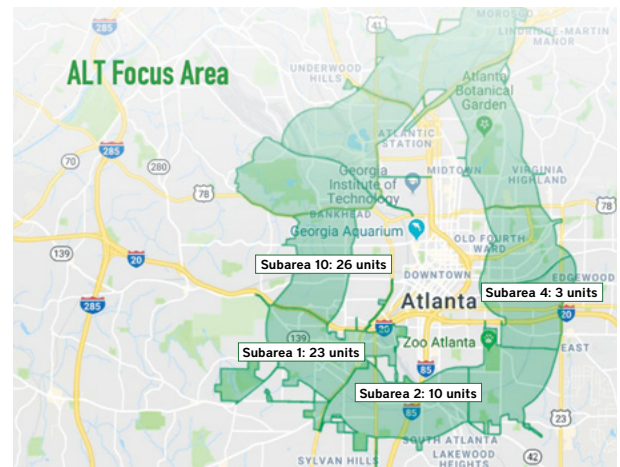 MOROSGO
LINDRIDGE-MARTIN
MANOR
285
41
ALT Focus Area
UNDERWOOD
HILLS
Atlanta
Botanical
Garden
285
ATLANTIC
STATION
70
280
78
Georgia
Institute of
Technology
MIDTOWN
VIRGINIA
HIGHLAND
BANKHEAD
78
Georgia Aquarium
OLD FOURTH
WARD
139
20
Subarea 10: 26 units
DOWNTOWN
EDGEWOOD
Subarea 4: 3 units
285
Atlanta
20
20
139
Zoo Atlanta
EAST
Subarea 1: 23 units
85
Subarea 2: 10 units
85
23
SOUTH ATLANTA
LAKEWOOD
HEIGHTS
SYLVAN HILLS
42